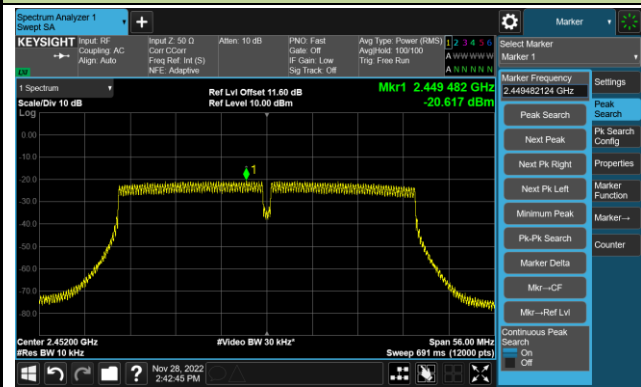 Spectrum Analyzer 1
Swept SA
KEYSIGHT
Input: RF
Coupling: AC
Align: Auto
Input Z: 50 Ω
Corr CCorr
Freq Ref: Int (S)
NFE: Adaptive
Atten: 10 dB
PNO: Fast
Gate: Off
IF Gain: Low
Sig Track: Off
Avg Type: Power (RMS)
Avg|Hold: 100/100
Trig: Free Run
1 2 3 4 5 6
A W W W W W
A N N N N N
LXI
1 Spectrum
Scale/Div 10 dB
Log
Ref Lvl Offset 11.60 dB
Ref Level 10.00 dBm
Mkr1 2.449 482 GHz
-20.617 dBm
0.00
-10.0
-20.0
-30.0
-40.0
-50.0
-60.0
-70.0
-80.0
1
Center 2.45200 GHz
#Res BW 10 kHz
#Video BW 30 kHz*
Span 56.00 MHz
Sweep 691 ms (12000 pts)
Nov 28, 2022
2:42:45 PM
Marker
Select Marker
Marker 1
Marker Frequency
2.449482124 GHz
Peak Search
Next Peak
Next Pk Right
Next Pk Left
Minimum Peak
Pk-Pk Search
Marker Delta
Mkr→CF
Mkr→Ref Lvl
Continuous Peak
Search
On
Off
Settings
Peak
Search
Pk Search
Config
Properties
Marker
Function
Marker→
Counter